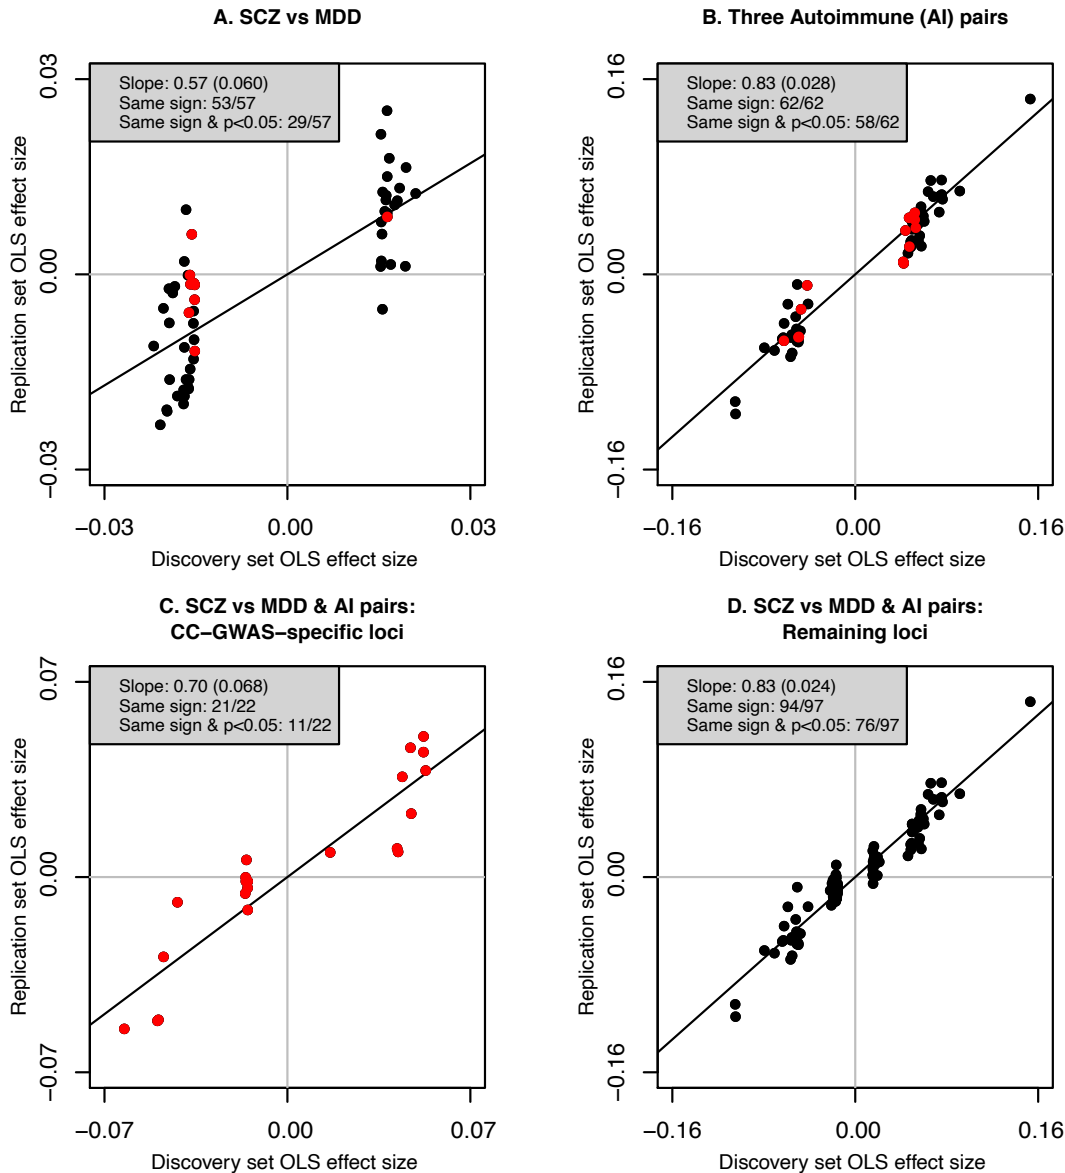 A. SCZ vs MDD
Slope: 0.57 (0.060)
Same sign: 53/57
Same sign & p<0.05: 29/57
0.03
0.00
−0.03
Replication set OLS effect size
−0.03
0.00
0.03
Discovery set OLS effect size
B. Three Autoimmune (AI) pairs
Slope: 0.83 (0.028)
Same sign: 62/62
Same sign & p<0.05: 58/62
0.16
0.00
−0.16
Replication set OLS effect size
−0.16
0.00
0.16
Discovery set OLS effect size
C. SCZ vs MDD & AI pairs:
CC−GWAS−specific loci
Slope: 0.70 (0.068)
Same sign: 21/22
Same sign & p<0.05: 11/22
0.07
0.00
−0.07
Replication set OLS effect size
−0.07
0.00
0.07
Discovery set OLS effect size
D. SCZ vs MDD & AI pairs:
Remaining loci
Slope: 0.83 (0.024)
Same sign: 94/97
Same sign & p<0.05: 76/97
0.16
0.00
−0.16
Replication set OLS effect size
−0.16
0.00
0.16
Discovery set OLS effect size